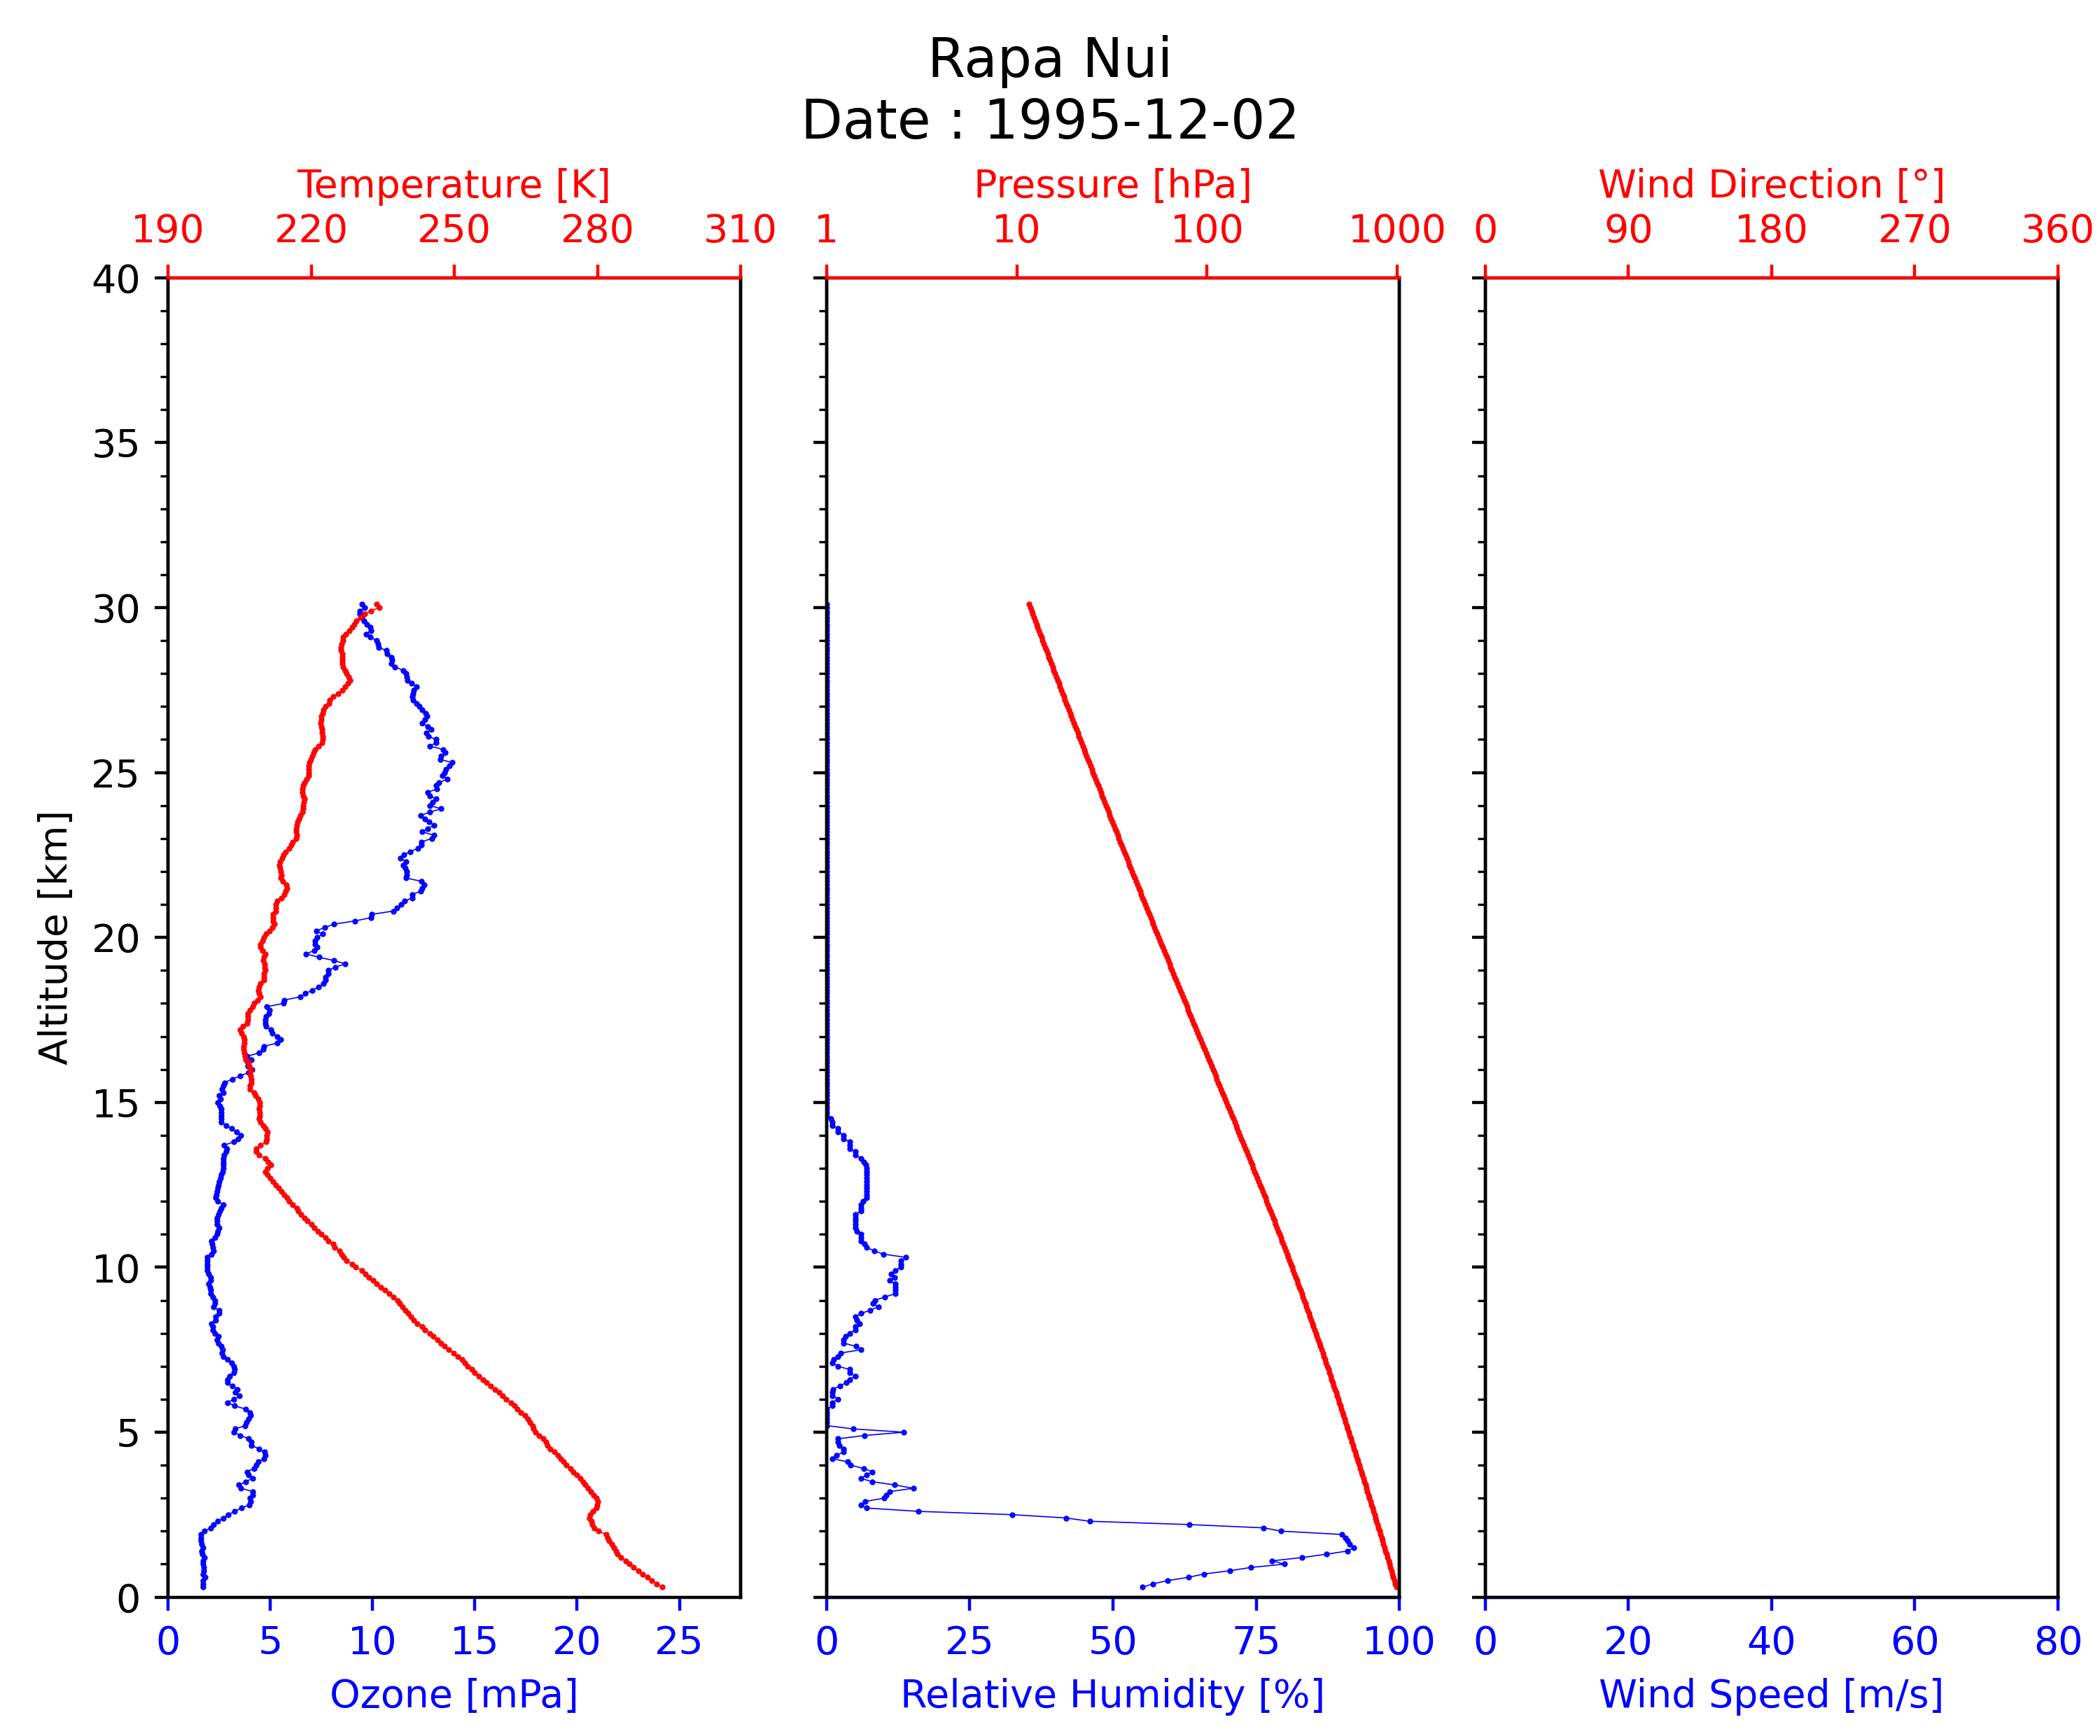 Rapa Nui
Date : 1995-12-02
Temperature [K]
190 220 250 280 310
Pressure [hPa]
1 10 100 1000
Wind Direction [°]
0 90 180 270 360
Altitude [km]
40
35
30
25
20
15
10
5
0
0 5 10 15 20 25
Ozone [mPa]
0 25 50 75 100
Relative Humidity [%]
0 20 40 60 80
Wind Speed [m/s]